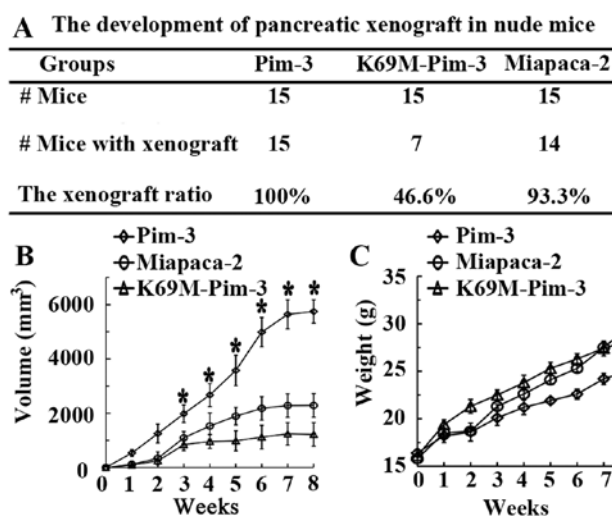 A The development of pancreatic xenograft in nude mice
Groups Pim-3 K69M-Pim-3 Miapaca-2
# Mice 15 15 15
# Mice with xenograft 15 7 14
The xenograft ratio 100% 46.6% 93.3%
B
Pim-3
Miapaca-2
K69M-Pim-3
Volume (mm³)
6000
4000
2000
0
* * * * * *
0 1 2 3 4 5 6 7 8
Weeks
C
Pim-3
Miapaca-2
K69M-Pim-3
Weight (g)
35
30
25
20
15
0 1 2 3 4 5 6 7
Weeks